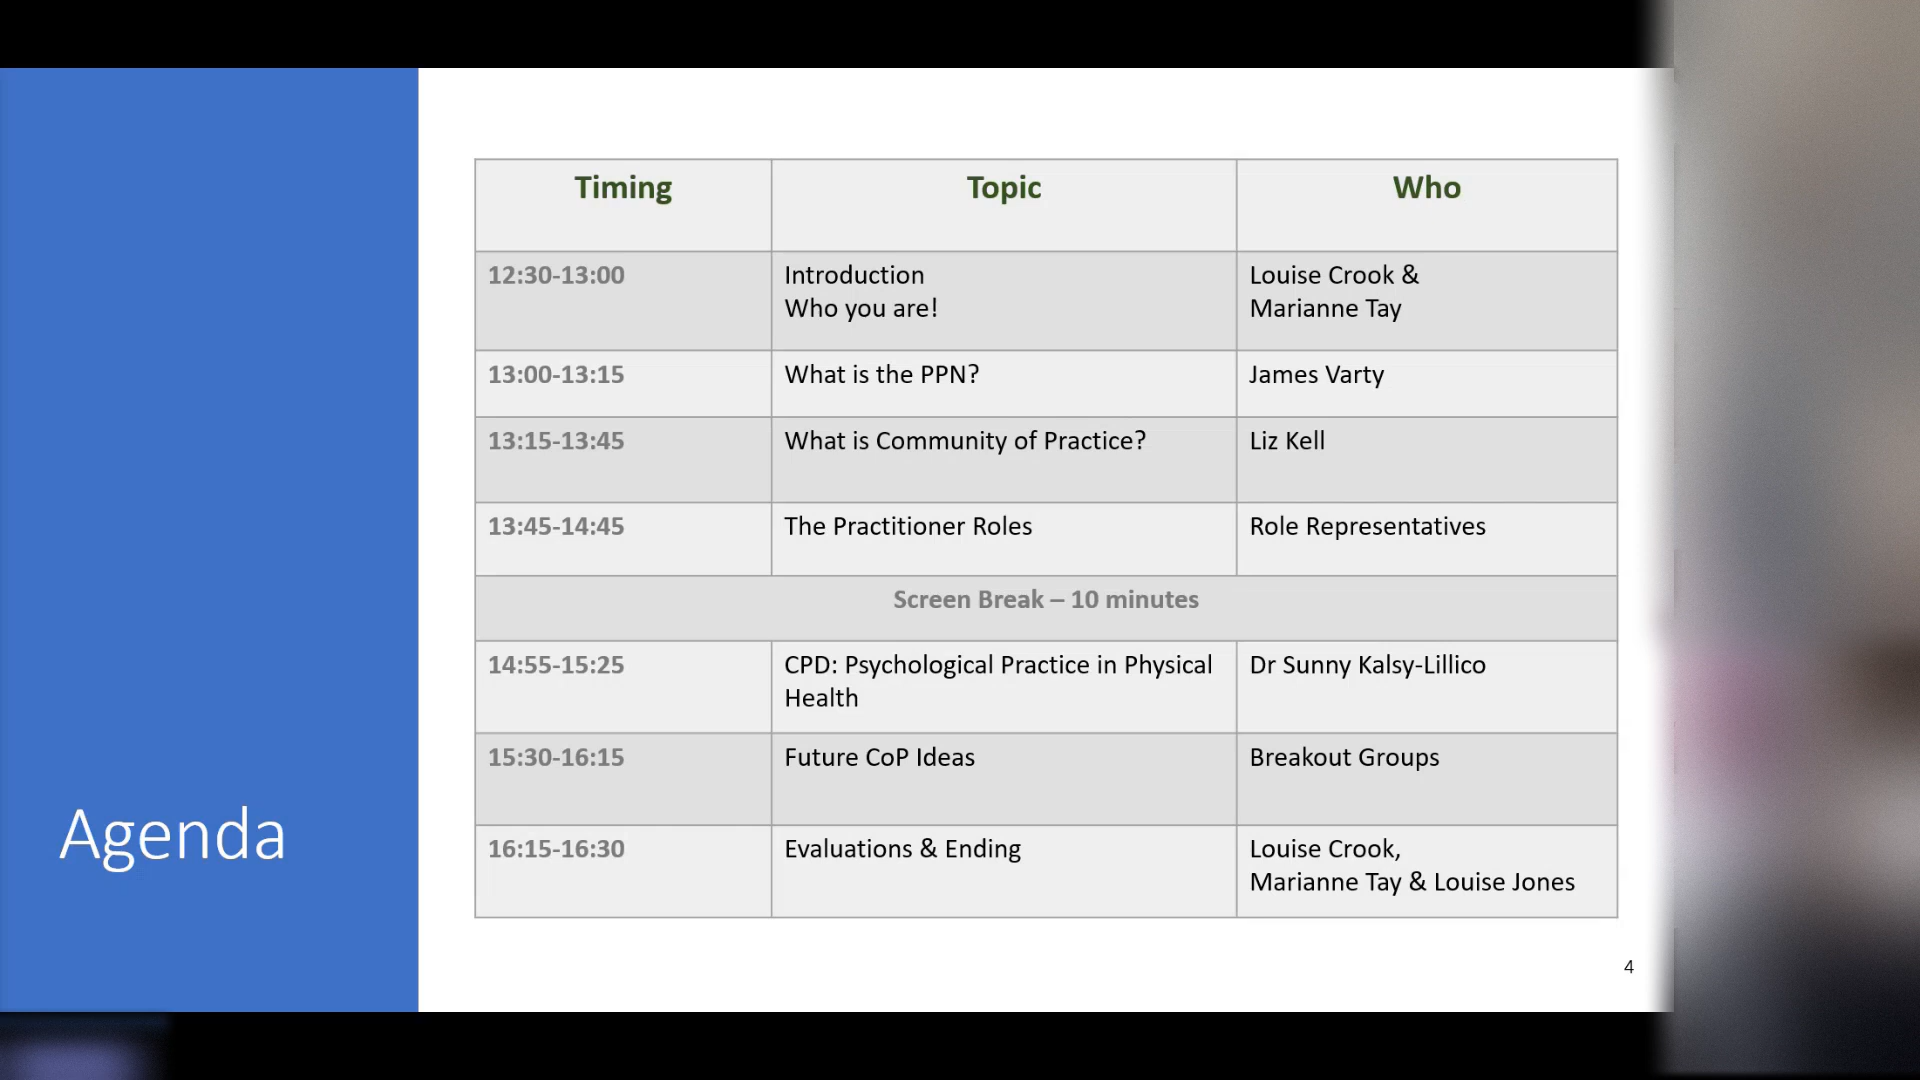 Agenda
Timing Topic Who
12:30-13:00 Introduction Louise Crook &
Who you are! Marianne Tay
13:00-13:15 What is the PPN? James Varty
13:15-13:45 What is Community of Practice? Liz Kell
13:45-14:45 The Practitioner Roles Role Representatives
Screen Break – 10 minutes
14:55-15:25 CPD: Psychological Practice in Physical Dr Sunny Kalsy-Lillico
Health
15:30-16:15 Future CoP Ideas Breakout Groups
16:15-16:30 Evaluations & Ending Louise Crook,
Marianne Tay & Louise Jones
4